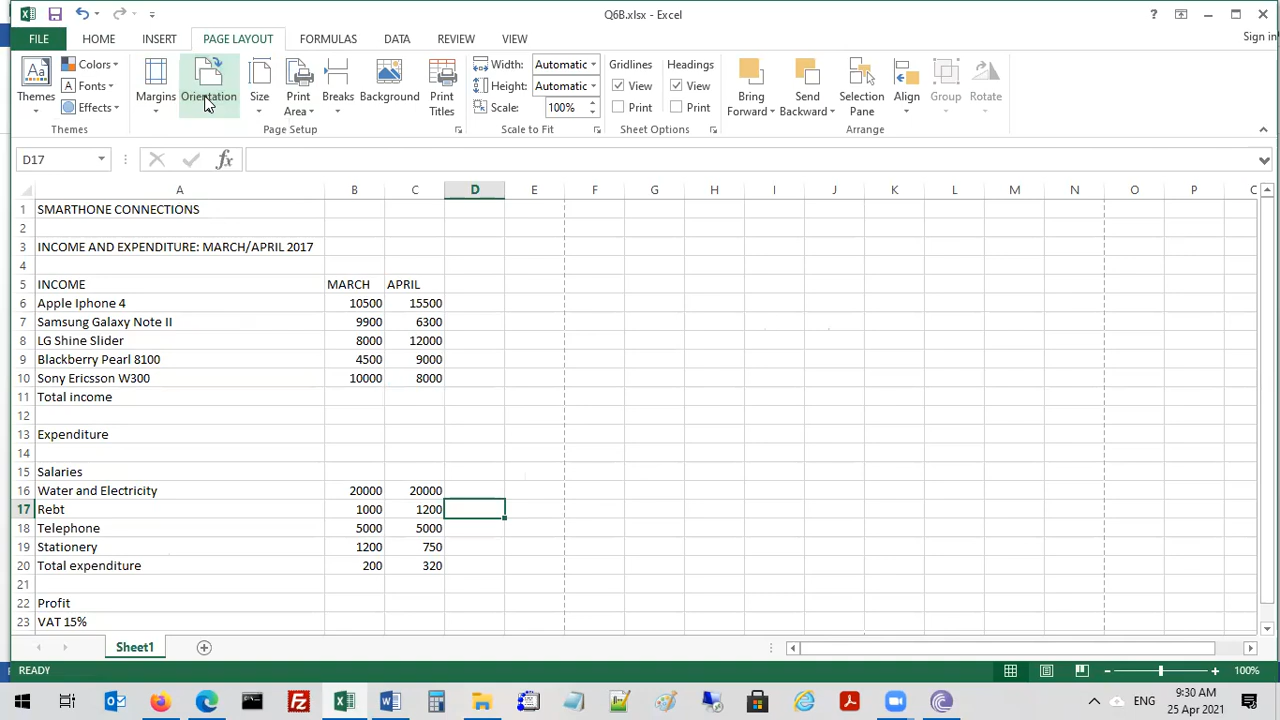 Q6B.xlsx - Excel
?
Sign in
FILE HOME INSERT PAGE LAYOUT FORMULAS DATA REVIEW VIEW
Themes Colors Fonts Effects
Margins Orientation Size Print Area Breaks Background Print Titles
Width: Automatic
Height: Automatic
Scale: 100%
Gridlines Headings
View View
Print Print
Bring Forward Send Backward Selection Pane Align Group Rotate
Themes Page Setup Scale to Fit Sheet Options Arrange
D17 fx
A B C D E F G H I J K L M N O P C
1 SMARTHONE CONNECTIONS
2
3 INCOME AND EXPENDITURE: MARCH/APRIL 2017
4
5 INCOME MARCH APRIL
6 Apple Iphone 4 10500 15500
7 Samsung Galaxy Note II 9900 6300
8 LG Shine Slider 8000 12000
9 Blackberry Pearl 8100 4500 9000
10 Sony Ericsson W300 10000 8000
11 Total income
12
13 Expenditure
14
15 Salaries
16 Water and Electricity 20000 20000
17 Rebt 1000 1200
18 Telephone 5000 5000
19 Stationery 1200 750
20 Total expenditure 200 320
21
22 Profit
23 VAT 15%
Sheet1
READY 100%
ENG 9:30 AM
25 Apr 2021